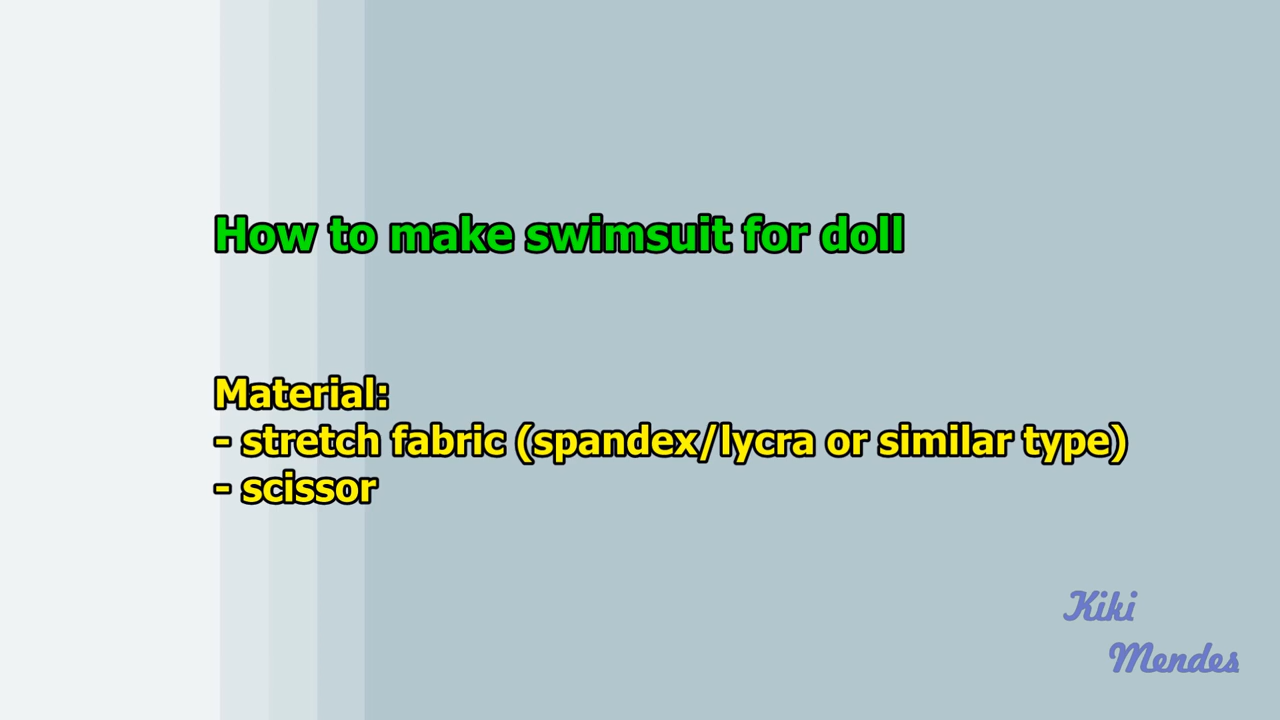 How to make swimsuit for doll
Material:
- stretch fabric (spandex/lycra or similar type)
- scissor
Kiki
Mendes